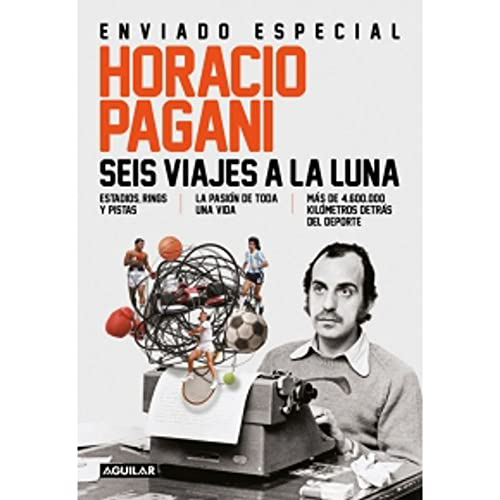 ENVIADO ESPECIAL
HORACIO
PAGANI
SEIS VIAJES A LA LUNA
ESTADIOS, RINGS
Y PISTAS
LA PASIÓN DE TODA
UNA VIDA
MÁS DE 4.600.000
KILÓMETROS DETRÁS
DEL DEPORTE
AGUILAR